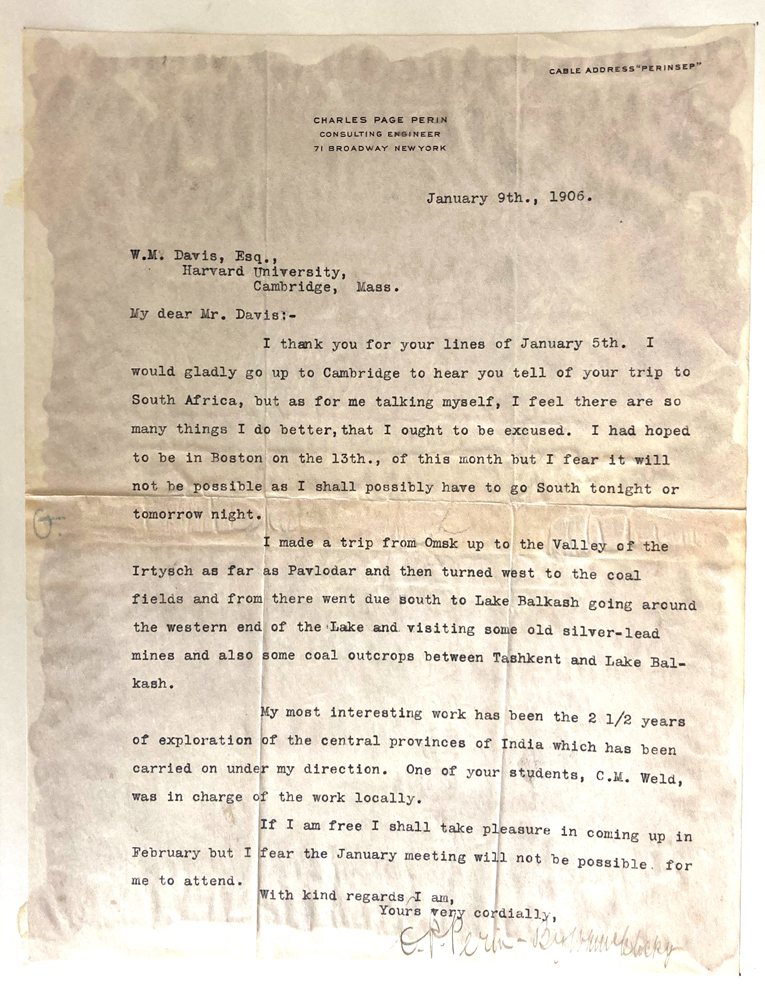 CABLE ADDRESS "PERINSEP"
CHARLES PAGE PERIN
CONSULTING ENGINEER
71 BROADWAY NEW YORK
January 9th., 1906.
W.M. Davis, Esq.,
Harvard University,
Cambridge, Mass.
My dear Mr. Davis:-
I thank you for your lines of January 5th. I
would gladly go up to Cambridge to hear you tell of your trip to
South Africa, but as for me talking myself, I feel there are so
many things I do better, that I ought to be excused. I had hoped
to be in Boston on the 13th., of this month but I fear it will
not be possible as I shall possibly have to go South tonight or
tomorrow night.
I made a trip from Omsk up to the Valley of the
Irtysch as far as Pavlodar and then turned west to the coal
fields and from there went due south to Lake Balkash going around
the western end of the Lake and visiting some old silver-lead
mines and also some coal outcrops between Tashkent and Lake Bal-
kash.
My most interesting work has been the 2 1/2 years
of exploration of the central provinces of India which has been
carried on under my direction. One of your students, C.M. Weld,
was in charge of the work locally.
If I am free I shall take pleasure in coming up in
February but I fear the January meeting will not be possible for
me to attend.
With kind regards I am,
Yours very cordially,
C.P. Perin -